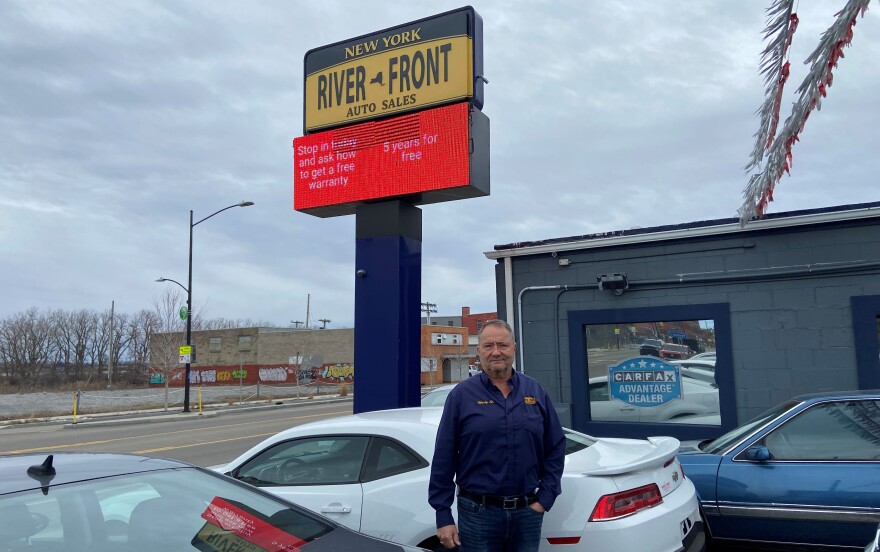 NEW YORK
RIVER FRONT
AUTO SALES
Stop in today
and ask how
to get a free
warranty
5 years for
free
CARFAX
ADVANTAGE
DEALER